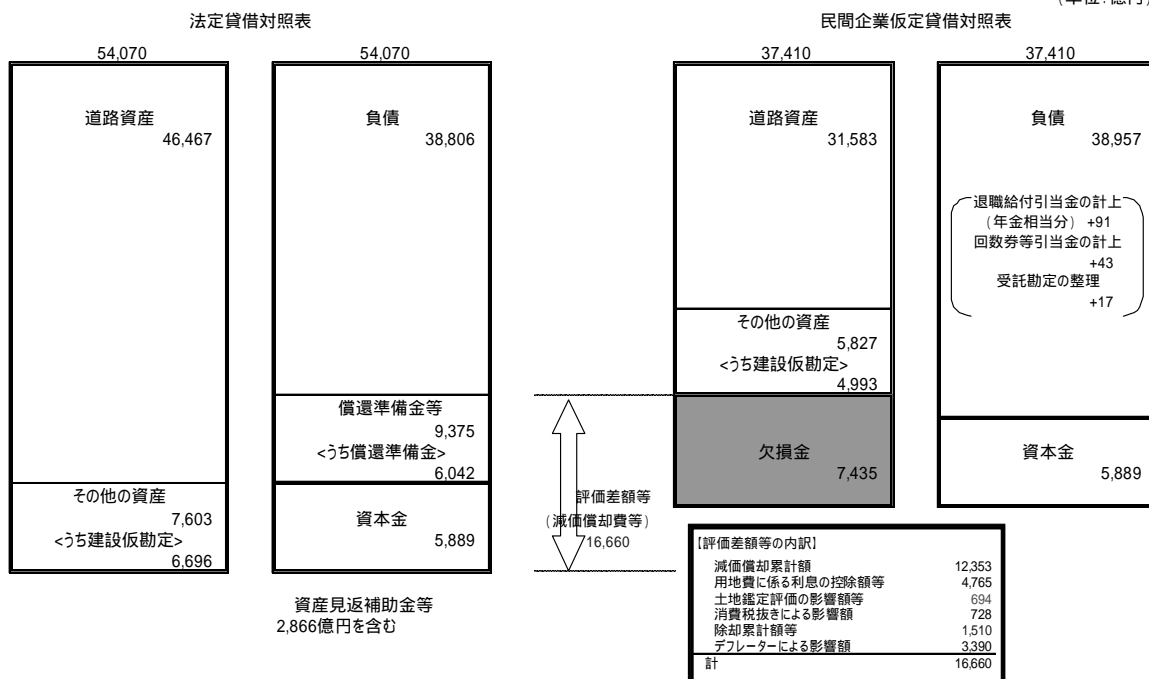 (単位:億円)
法定貸借対照表
54,070
54,070
道路資産
46,467
その他の資産
7,603
<うち建設仮勘定>
6,696
負債
38,806
償還準備金等
9,375
<うち償還準備金>
6,042
資本金
5,889
資産見返補助金等
2,866億円を含む
評価差額等
(減価償却費等)
16,660
民間企業仮定貸借対照表
37,410
37,410
道路資産
31,583
その他の資産
5,827
<うち建設仮勘定>
4,993
欠損金
7,435
負債
38,957
退職給付引当金の計上
(年金相当分) +91
回数券等引当金の計上
+43
受託勘定の整理
+17
資本金
5,889
【評価差額等の内訳】
減価償却累計額 12,353
用地費に係る利息の控除額等 4,765
土地鑑定評価の影響額等 694
消費税抜きによる影響額 728
除却累計額等 1,510
デフレーターによる影響額 3,390
計 16,660